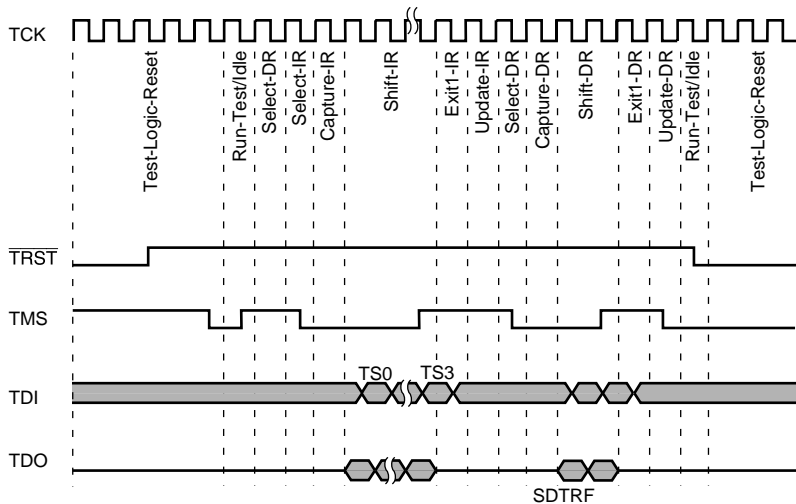 TCK
Test-Logic-Reset
Run-Test/Idle
Select-DR
Select-IR
Capture-IR
Shift-IR
Exit1-IR
Update-IR
Select-DR
Capture-DR
Shift-DR
Exit1-DR
Update-DR
Run-Test/Idle
Test-Logic-Reset
TRST
TMS
TS0
TS3
TDI
TDO
SDTRF